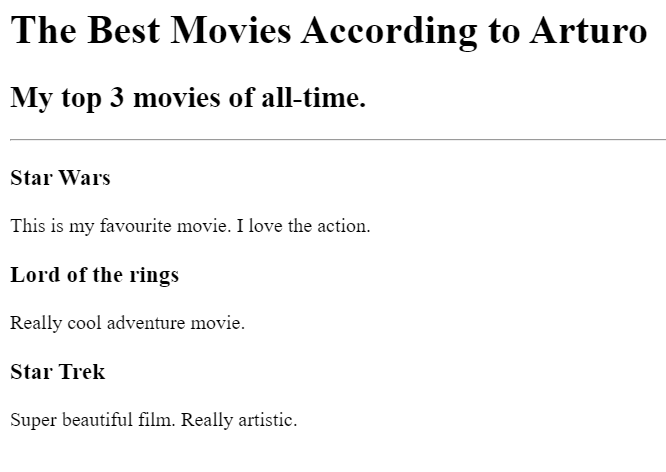 The Best Movies According to Arturo
My top 3 movies of all-time.
Star Wars
This is my favourite movie. I love the action.
Lord of the rings
Really cool adventure movie.
Star Trek
Super beautiful film. Really artistic.